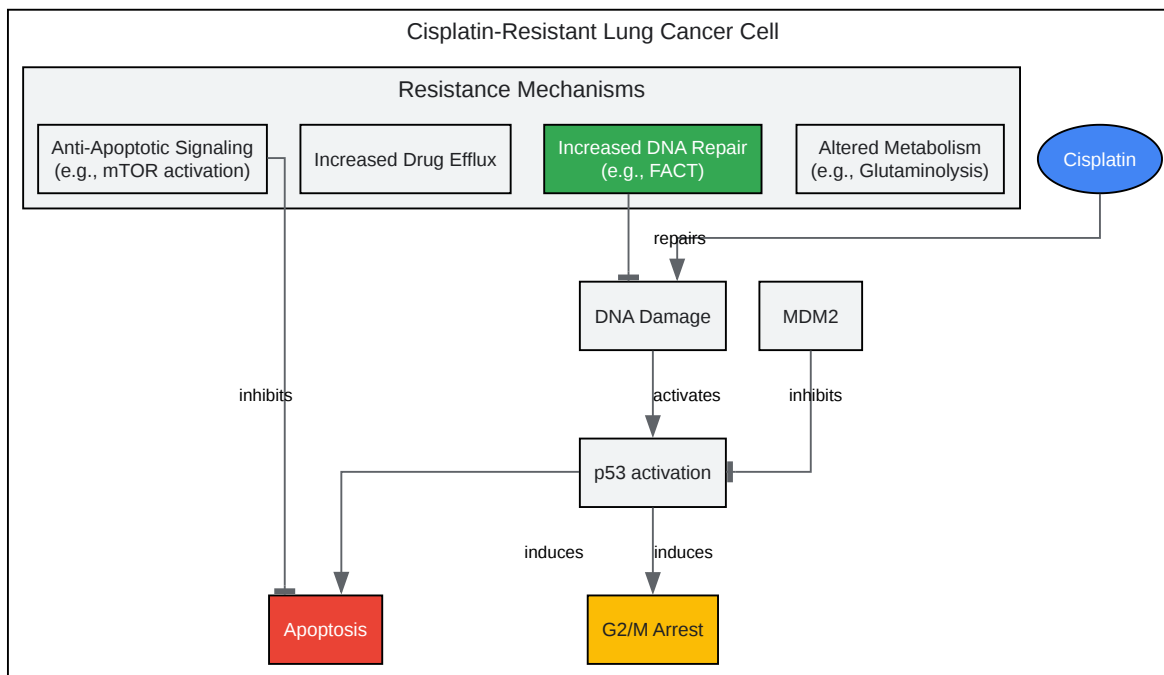 Cisplatin-Resistant Lung Cancer Cell
Resistance Mechanisms
Anti-Apoptotic Signaling
(e.g., mTOR activation)
Increased Drug Efflux
Increased DNA Repair
(e.g., FACT)
Altered Metabolism
(e.g., Glutaminolysis)
Cisplatin
repairs
DNA Damage
MDM2
inhibits
activates
inhibits
p53 activation
induces
induces
Apoptosis
G2/M Arrest